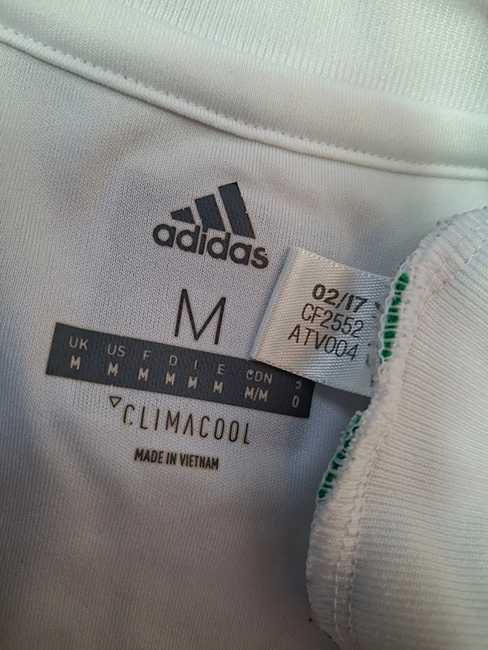 adidas
M
UK US F D I E CDN
M M M M M M M/M O
CLIMACOOL
MADE IN VIETNAM
02/17
CF2552
ATV004